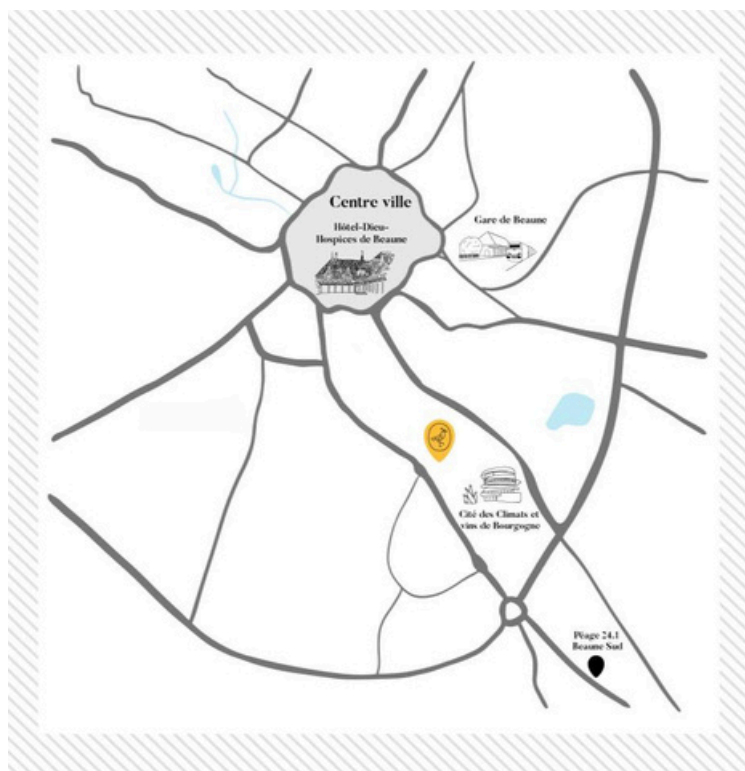 Centre ville
Hôtel-Dieu-
Hospices de Beaune
Gare de Beaune
Cité des Climats et
vins de Bourgogne
Péage 24.1
Beaune Sud